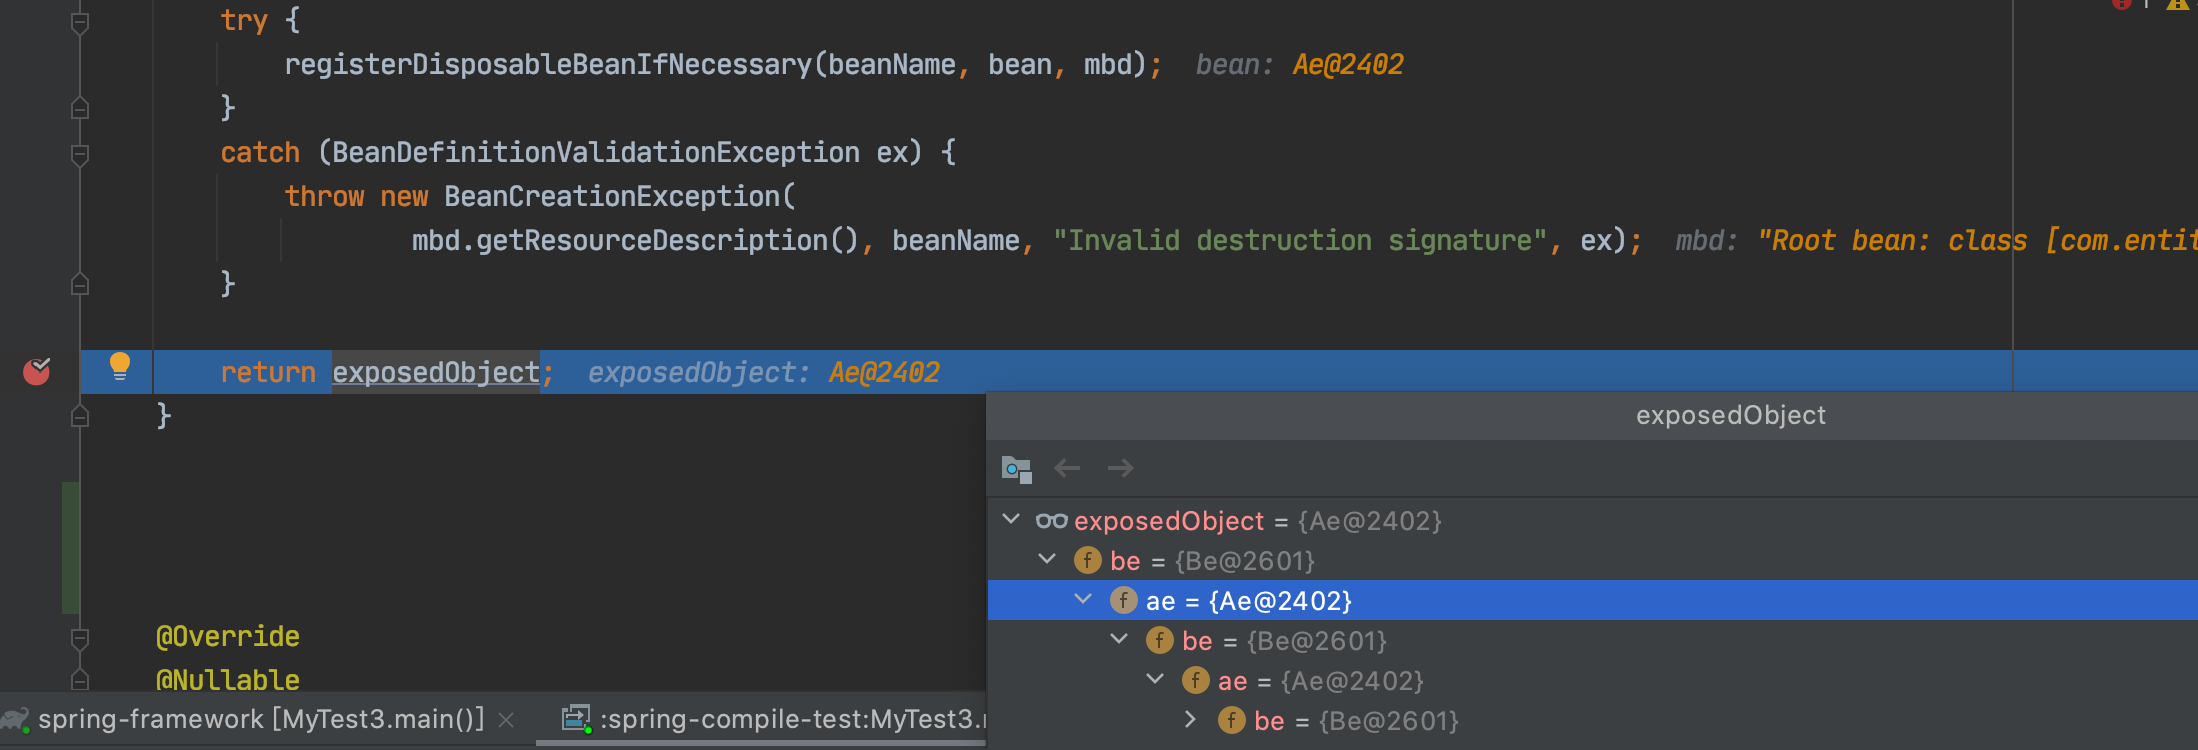 try {
registerDisposableBeanIfNecessary(beanName, bean, mbd); bean: Ae@2402
}
catch (BeanDefinitionValidationException ex) {
throw new BeanCreationException(
mbd.getResourceDescription(), beanName, "Invalid destruction signature", ex); mbd: "Root bean: class [com.entit
}
return exposedObject; exposedObject: Ae@2402
}
exposedObject
exposedObject = {Ae@2402}
f be = {Be@2601}
f ae = {Ae@2402}
f be = {Be@2601}
f ae = {Ae@2402}
f be = {Be@2601}
@Override
@Nullable
spring-framework [MyTest3.main()] × :spring-compile-test:MyTest3.